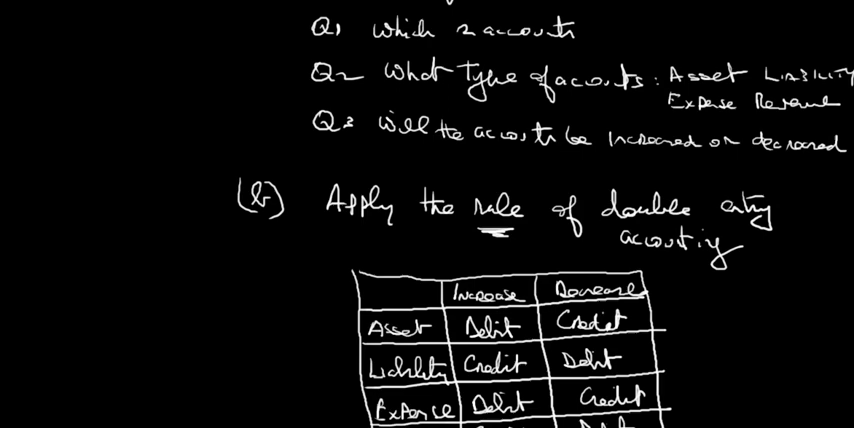 Q1 Which 2 accounts
Q2 What type of accounts: Asset LIABILITY
Expense Revenue
Q3 Will the accounts be increased or decreased
(b) Apply the rule of double entry
accounting
Increase Decrease
Asset Debit Credit
Liability Credit Debit
Expense Debit Credit